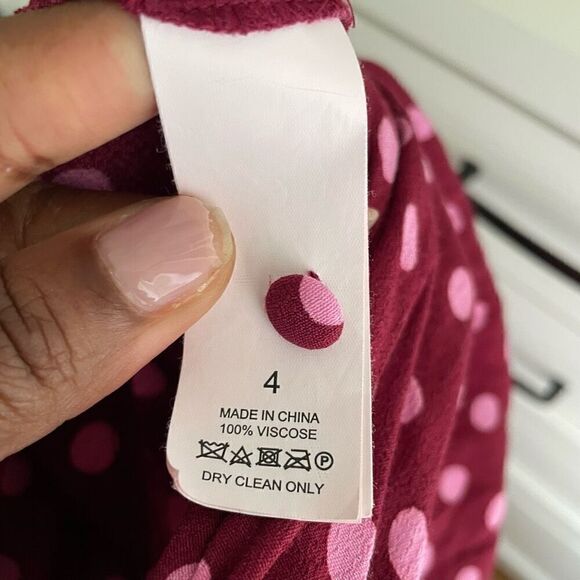 4
MADE IN CHINA
100% VISCOSE
P
DRY CLEAN ONLY